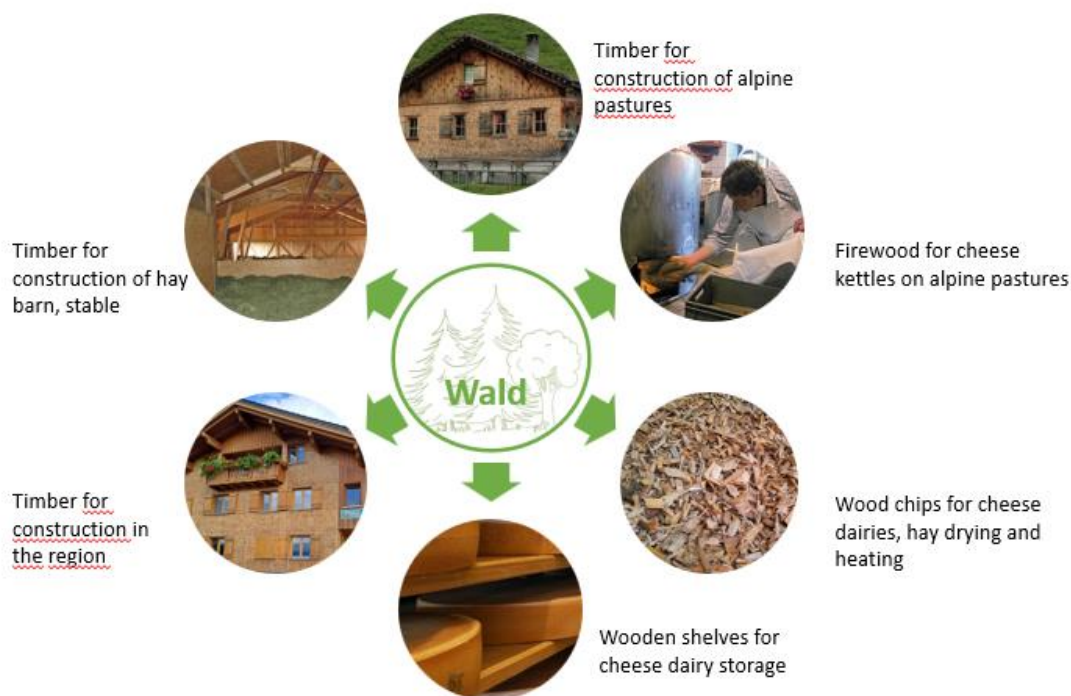 Timber for
construction of alpine
pastures
Timber for
construction of hay
barn, stable
Firewood for cheese
kettles on alpine pastures
Wald
Timber for
construction in
the region
Wood chips for cheese
dairies, hay drying and
heating
Wooden shelves for
cheese dairy storage